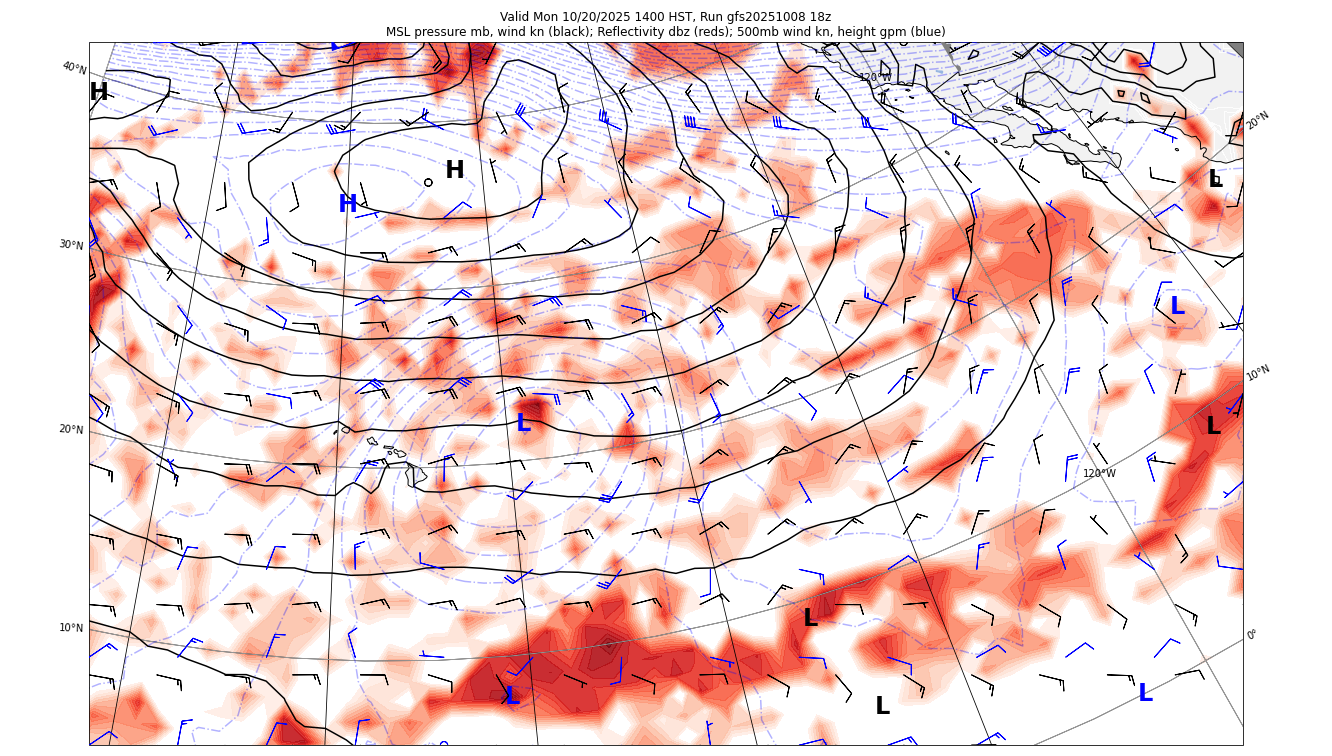 Valid Mon 10/20/2025 1400 HST, Run gfs20251008 18z
MSL pressure mb, wind kn (black); Reflectivity dbz (reds); 500mb wind kn, height gpm (blue)
40°N
120°W
H
20°N
H
L
H
30°N
L
10°N
L
20°N
L
120°W
L
10°N
0°
L
L
L